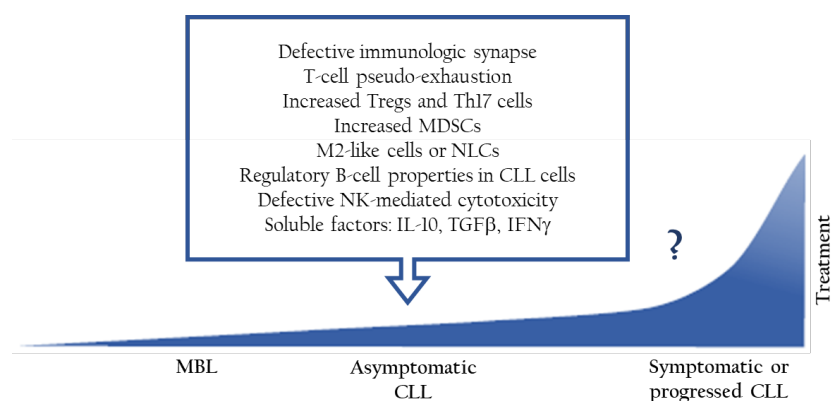 Defective immunologic synapse
T-cell pseudo-exhaustion
Increased Tregs and Th17 cells
Increased MDSCs
M2-like cells or NLCs
Regulatory B-cell properties in CLL cells
Defective NK-mediated cytotoxicity
Soluble factors: IL-10, TGFβ, IFNγ
?
Treatment
MBL
Asymptomatic
CLL
Symptomatic or
progressed CLL